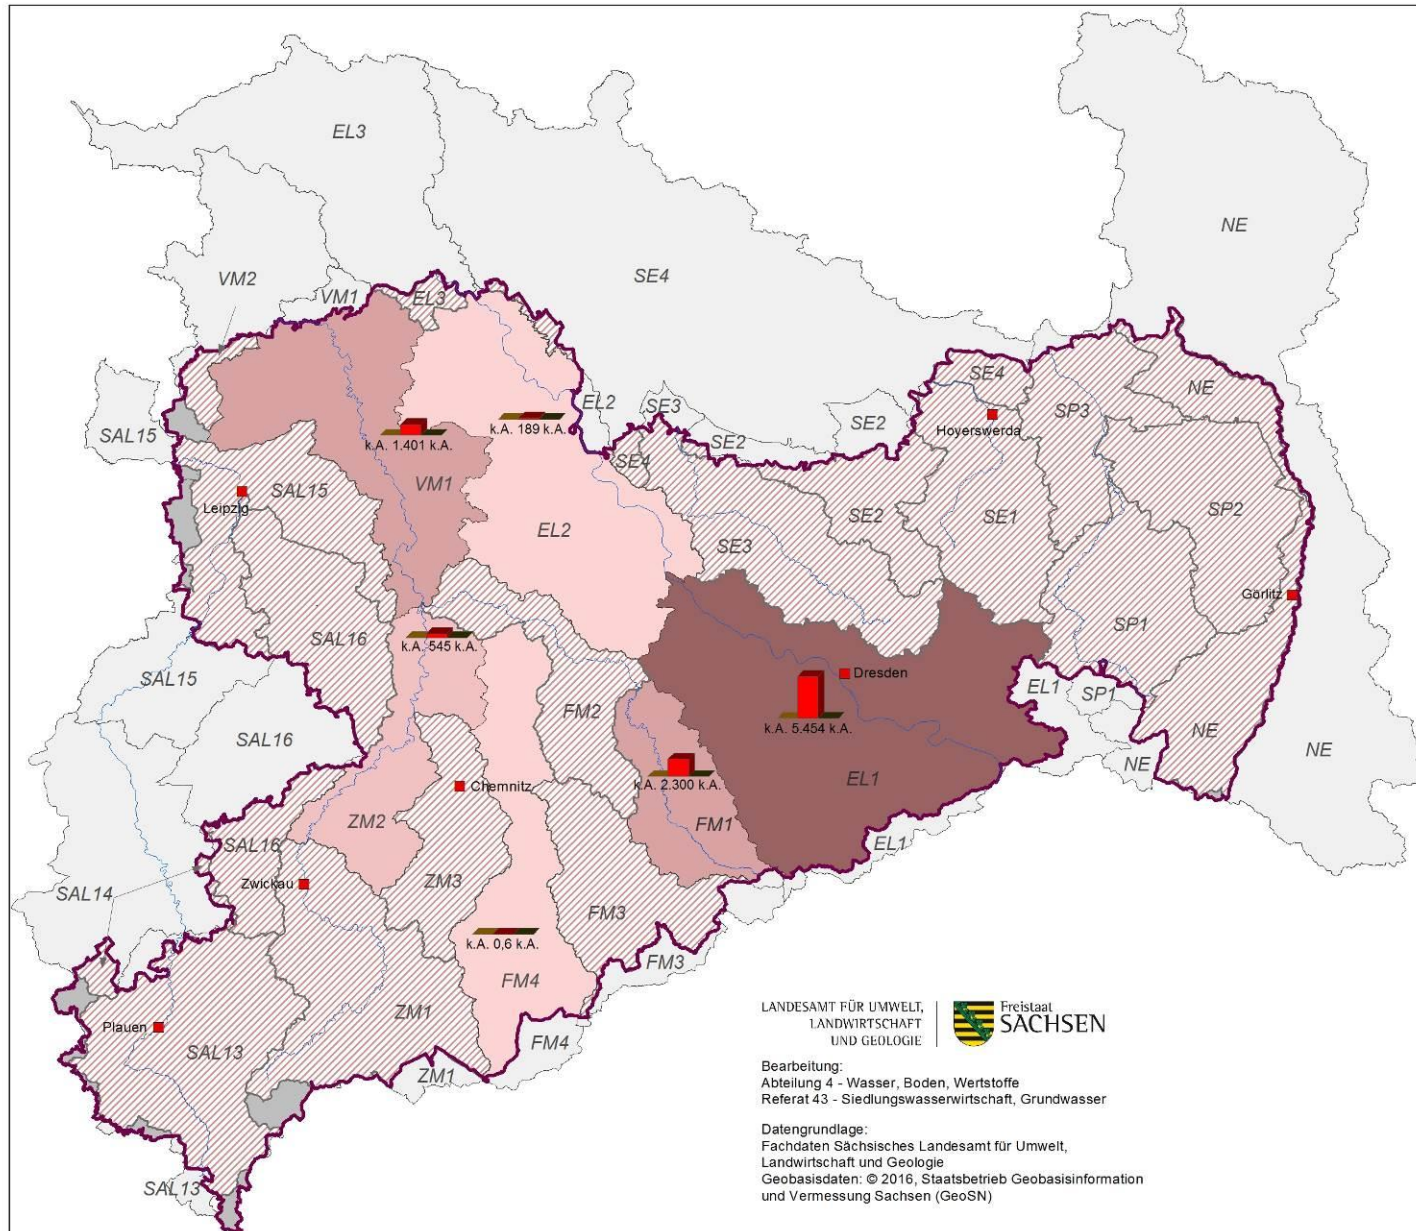 EL3
NE
VM2
SE4
VM1
EL3
SE4
NE
SAL15
EL2
SE3
SE2
SE2
SP3
Hoyerswerda
k.A. 1.401 k.A.
k.A. 189 k.A.
SE4
VM1
SAL15
Leipzig
EL2
SE3
SE2
SE1
SP2
Görlitz
SAL16
k.A. 545 k.A.
SP1
SAL15
Dresden
EL1
SP1
FM2
SAL16
k.A. 5.454 k.A.
NE
NE
NE
Chemnitz
k.A. 2.300 k.A.
EL1
ZM2
FM1
EL1
SAL16
Zwickau
ZM3
SAL14
FM3
k.A. 0,6 k.A.
FM3
FM4
ZM1
Plauen
SAL13
FM4
ZM1
SAL13
LANDESAMT FÜR UMWELT,
LANDWIRTSCHAFT
UND GEOLOGIE
Freistaat
SACHSEN
Bearbeitung:
Abteilung 4 - Wasser, Boden, Wertstoffe
Referat 43 - Siedlungswasserwirtschaft, Grundwasser
Datengrundlage:
Fachdaten Sächsisches Landesamt für Umwelt,
Landwirtschaft und Geologie
Geobasisdaten: © 2016, Staatsbetrieb Geobasisinformation
und Vermessung Sachsen (GeoSN)